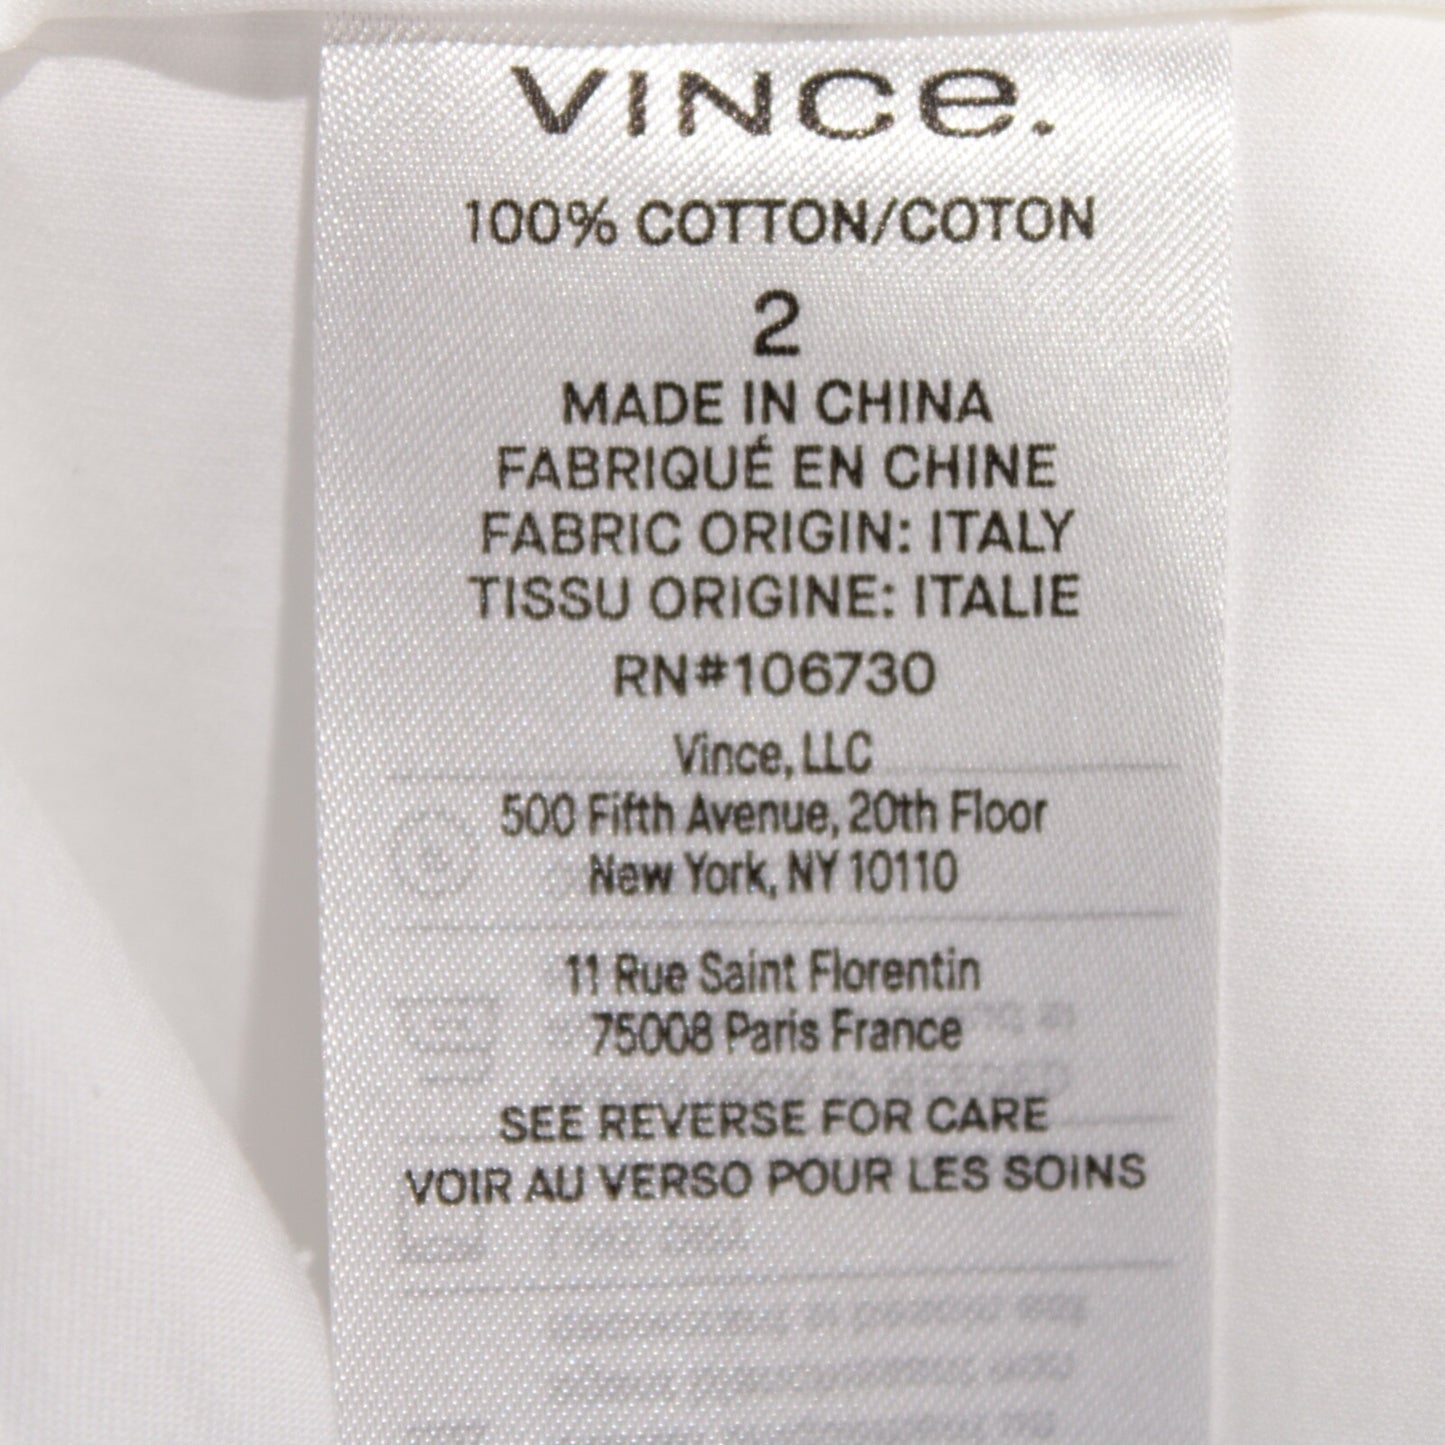 VINCE.
100% COTTON/COTON
2
MADE IN CHINA
FABRIQUÉ EN CHINE
FABRIC ORIGIN: ITALY
TISSU ORIGINE: ITALIE
RN#106730
Vince, LLC
500 Fifth Avenue, 20th Floor
New York, NY 10110
11 Rue Saint Florentin
75008 Paris France
SEE REVERSE FOR CARE
VOIR AU VERSO POUR LES SOINS